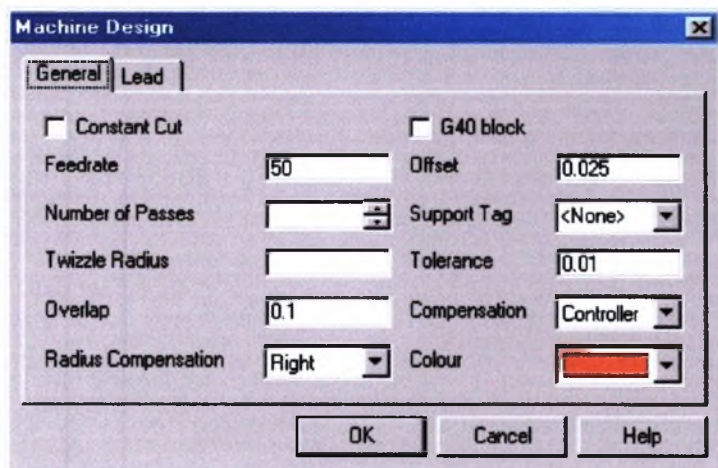 Machine Design
General Lead
Constant Cut G40 block
Feedrate 50 Offset 0.025
Number of Passes Support Tag <None>
Twizzle Radius Tolerance 0.01
Overlap 0.1 Compensation Controller
Radius Compensation Right Colour
OK Cancel Help